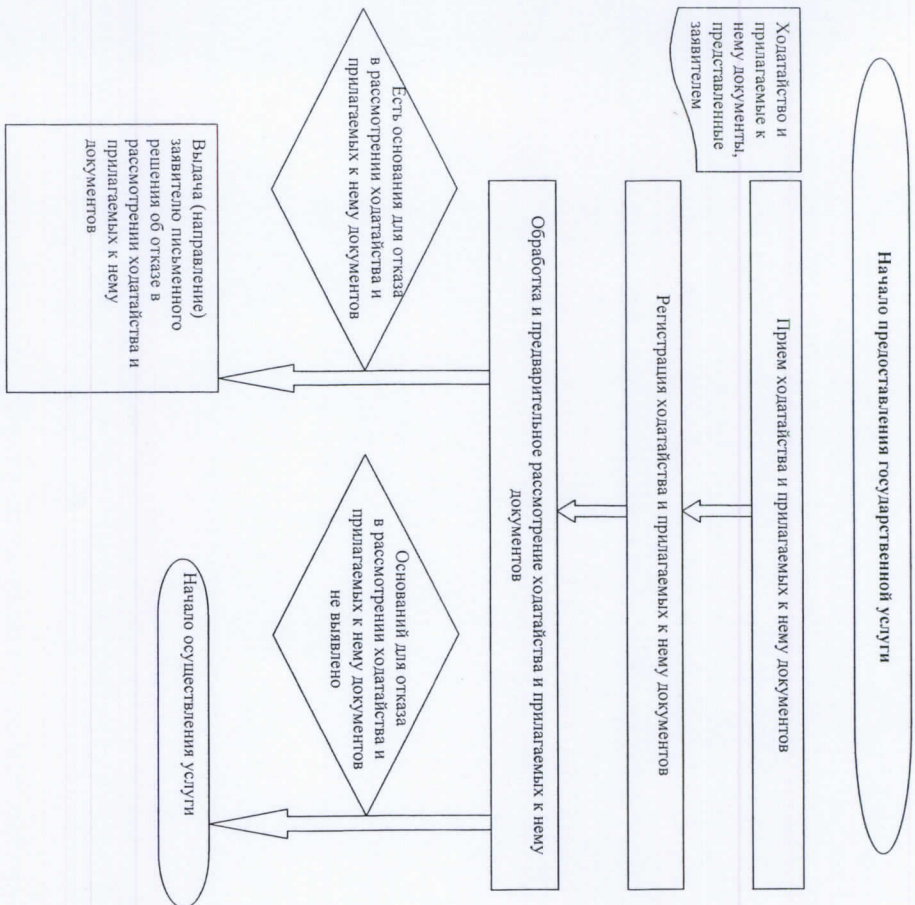 Начало предоставления государственной услуги
Ходатайство и
прилагаемые к
нему документы,
представленные
заявителем
Прием ходатайства и прилагаемых к нему документов
Регистрация ходатайства и прилагаемых к нему документов
Обработка и предварительное рассмотрение ходатайства и прилагаемых к нему
документов
Есть основания для отказа
в рассмотрении ходатайства и
прилагаемых к нему документов
Оснований для отказа
в рассмотрении ходатайства и
прилагаемых к нему документов
не выявлено
Выдача (направление)
заявителю письменного
решения об отказе в
рассмотрении ходатайства и
прилагаемых к нему
документов
Начало осуществления услуги